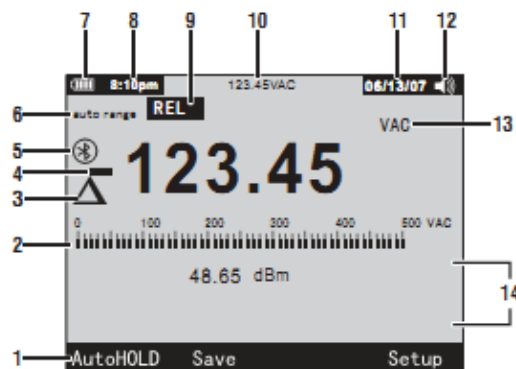 7 8 9 10 11 12
8:10pm 123.45VAC 06/13/07
6 auto range REL
VAC 13
5
4 123.45
3
0 100 200 300 400 500 VAC
2
48.65 dBm
14
1 AutoHOLD Save Setup